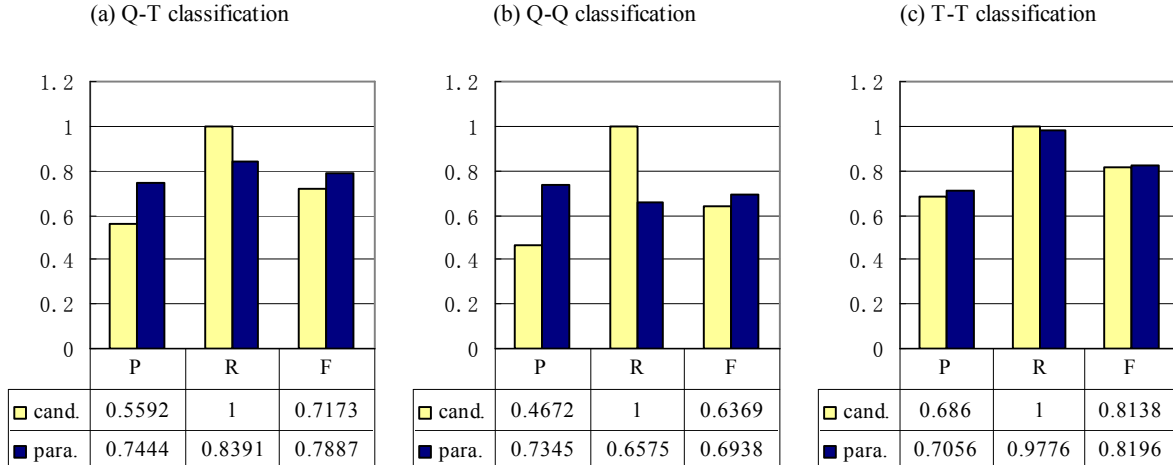 (a) Q-T classification
(b) Q-Q classification
(c) T-T classification
1.2
1
0.8
0.6
0.4
0.2
0
P R F
cand. 0.5592 1 0.7173
para. 0.7444 0.8391 0.7887
1.2
1
0.8
0.6
0.4
0.2
0
P R F
cand. 0.4672 1 0.6369
para. 0.7345 0.6575 0.6938
1.2
1
0.8
0.6
0.4
0.2
0
P R F
cand. 0.686 1 0.8138
para. 0.7056 0.9776 0.8196